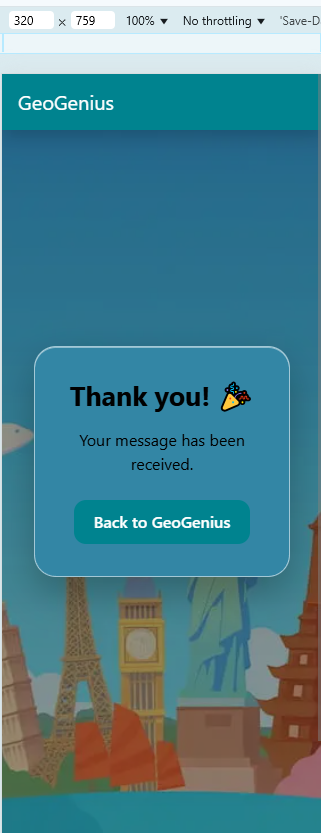 320 × 759 100% ▼ No throttling ▼ 'Save-D
GeoGenius
Thank you! 🎉
Your message has been
received.
Back to GeoGenius